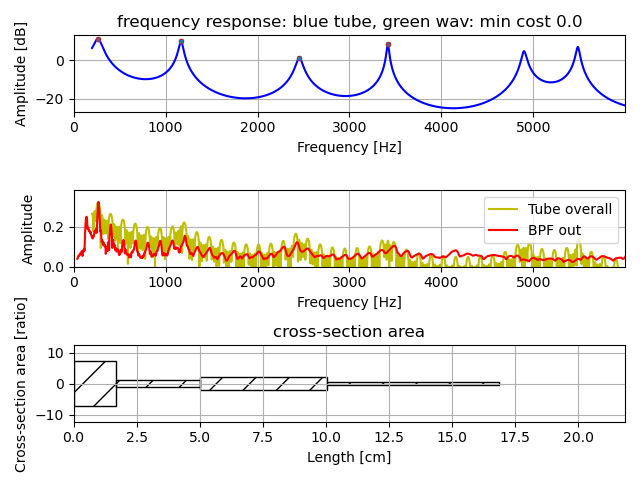 frequency response: blue tube, green wav: min cost 0.0
Amplitude [dB]
0
−20
0 1000 2000 3000 4000 5000
Frequency [Hz]
Amplitude
0.2
0.0
Tube overall
BPF out
0 1000 2000 3000 4000 5000
Frequency [Hz]
cross-section area
Cross-section area [ratio]
10
0
−10
0.0 2.5 5.0 7.5 10.0 12.5 15.0 17.5 20.0
Length [cm]